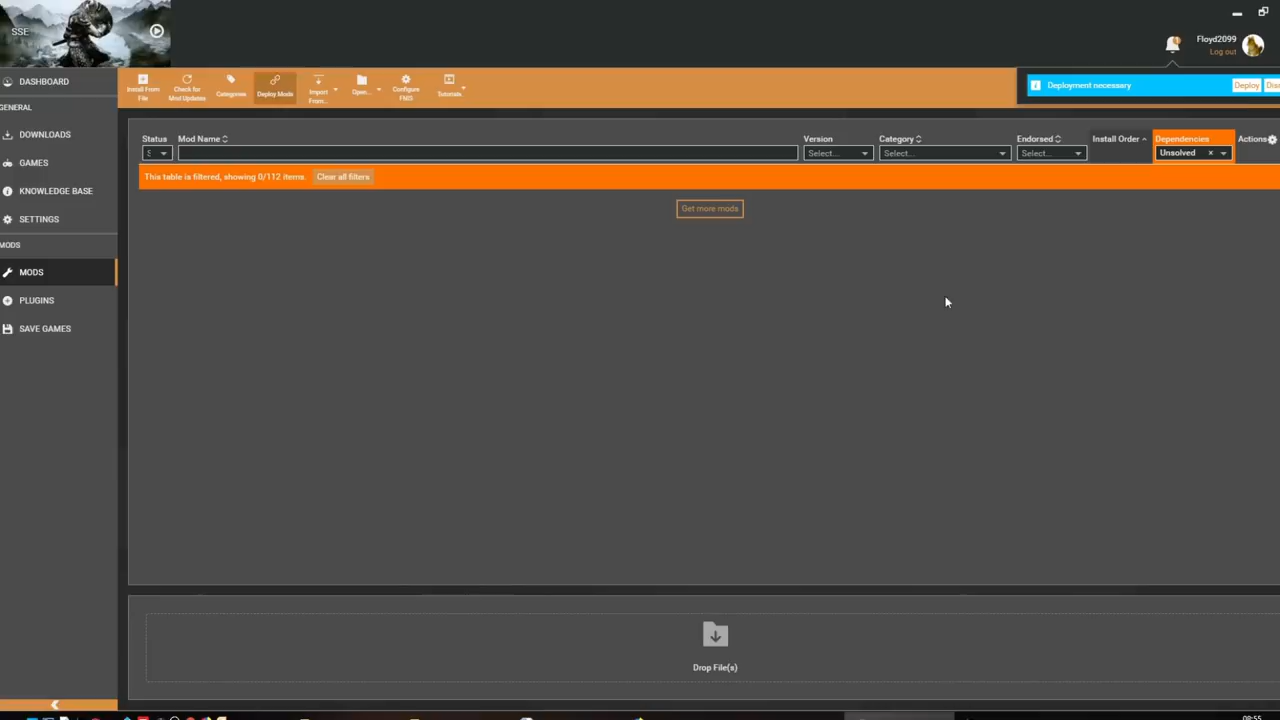 SSE
Floyd2099
Log out
DASHBOARD
GENERAL
DOWNLOADS
GAMES
KNOWLEDGE BASE
SETTINGS
MODS
MODS
PLUGINS
SAVE GAMES
Install From File
Check for Mod Updates
Categories
Deploy Mods
Import From...
Open...
Configure FNIS
Tutorials
Deployment necessary
Deploy
Status
Mod Name
Version
Category
Endorsed
Install Order
Dependencies
Actions
S
Select...
Select...
Select...
Unsolved ×
This table is filtered, showing 0/112 items.
Clear all filters
Get more mods
Drop File(s)
08:55